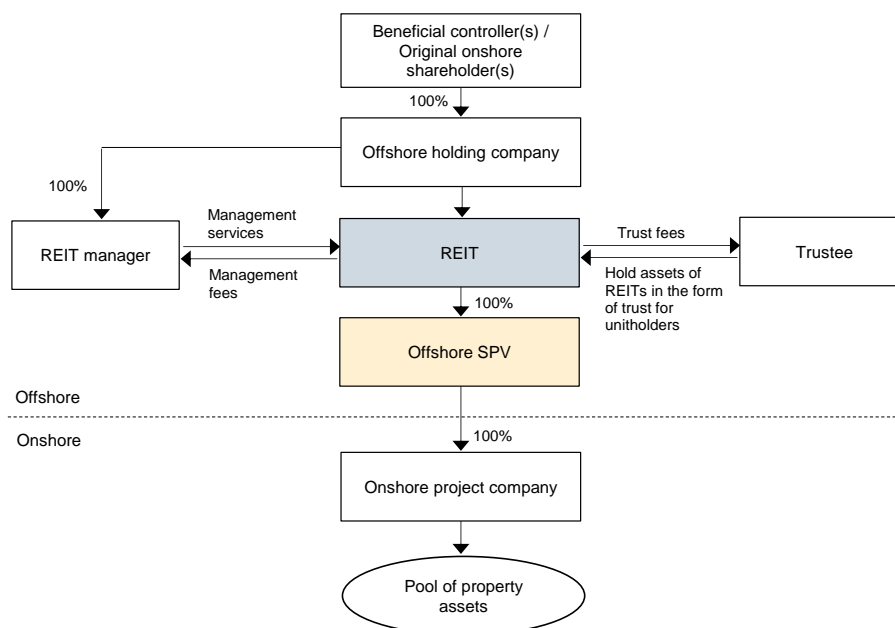 Beneficial controller(s) /
Original onshore
shareholder(s)
100%
Offshore holding company
100%
Management
services
REIT manager
REIT
Management
fees
Trust fees
Trustee
Hold assets of
REITs in the form
of trust for
unitholders
100%
Offshore SPV
Offshore
Onshore
100%
Onshore project company
Pool of property
assets